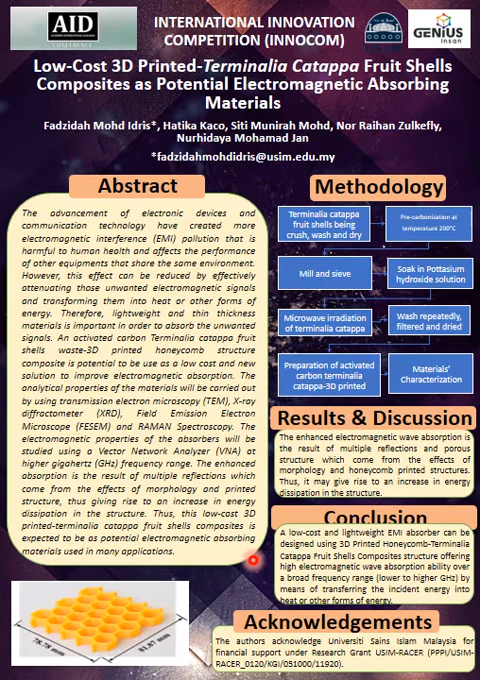 AID
CONFERENCE
INTERNATIONAL INNOVATION
COMPETITION (INNOCOM)
GENiUS
Insan
Low-Cost 3D Printed-Terminalia Catappa Fruit Shells
Composites as Potential Electromagnetic Absorbing
Materials
Fadzidah Mohd Idris*, Hatika Kaco, Siti Munirah Mohd, Nor Raihan Zulkefly,
Nurhidaya Mohamad Jan
*fadzidahmohdidris@usim.edu.my
Abstract
The advancement of electronic devices and
communication technology have created more
electromagnetic interference (EMI) pollution that is
harmful to human health and affects the performance
of other equipments that share the same environment.
However, this effect can be reduced by effectively
attenuating those unwanted electromagnetic signals
and transforming them into heat or other forms of
energy. Therefore, lightweight and thin thickness
materials is important in order to absorb the unwanted
signals. An activated carbon Terminalia catappa fruit
shells waste-3D printed honeycomb structure
composite is potential to be use as a low cost and new
solution to improve electromagnetic absorption. The
analytical properties of the materials will be carried out
by using transmission electron microscopy (TEM), X-ray
diffractometer (XRD), Field Emission Electron
Microscope (FESEM) and RAMAN Spectroscopy. The
electromagnetic properties of the absorbers will be
studied using a Vector Network Analyzer (VNA) at
higher gigahertz (GHz) frequency range. The enhanced
absorption is the result of multiple reflections which
come from the effects of morphology and printed
structure, thus giving rise to an increase in energy
dissipation in the structure. Thus, this low-cost 3D
printed-terminalia catappa fruit shells composites is
expected to be as potential electromagnetic absorbing
materials used in many applications.
78.78 mm
81.87 mm
Methodology
Terminalia catappa
fruit shells being
crush, wash and dry
Pre-carbonisation at
temperature 200°C
Mill and sieve
Soak in Pottasium
hydroxide solution
Microwave irradiation
of terminalia catappa
Wash repeatedly,
filtered and dried
Preparation of activated
carbon terminalia
catappa-3D printed
Materials'
Characterization
Results & Discussion
The enhanced electromagnetic wave absorption is
the result of multiple reflections and porous
structure which come from the effects of
morphology and honeycomb printed structures.
Thus, it may give rise to an increase in energy
dissipation in the structure.
Conclusion
A low-cost and lightweight EMI absorber can be
designed using 3D Printed Honeycomb-Terminalia
Catappa Fruit Shells Composites structure offering
high electromagnetic wave absorption ability over
a broad frequency range (lower to higher GHz) by
means of transferring the incident energy into
heat or other forms of energy.
Acknowledgements
The authors acknowledge Universiti Sains Islam Malaysia for
financial support under Research Grant USIM-RACER (PPPI/USIM-
RACER_0120/KGI/051000/11920).